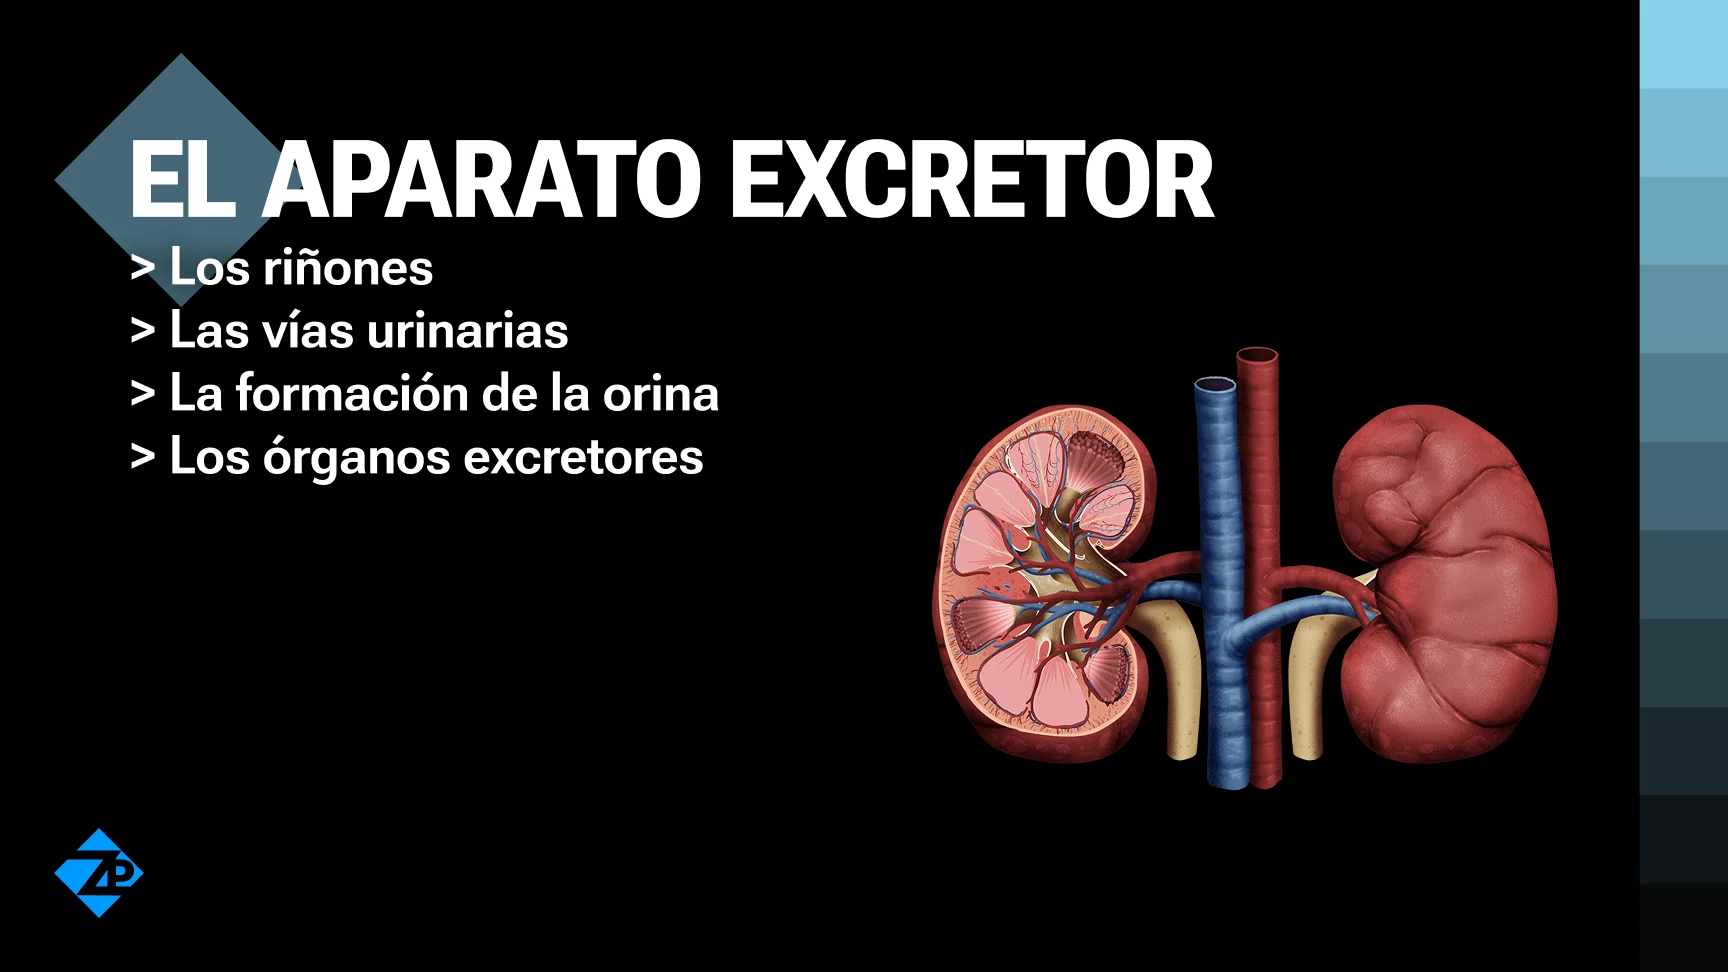 EL APARATO EXCRETOR
> Los riñones
> Las vías urinarias
> La formación de la orina
> Los órganos excretores
ZP